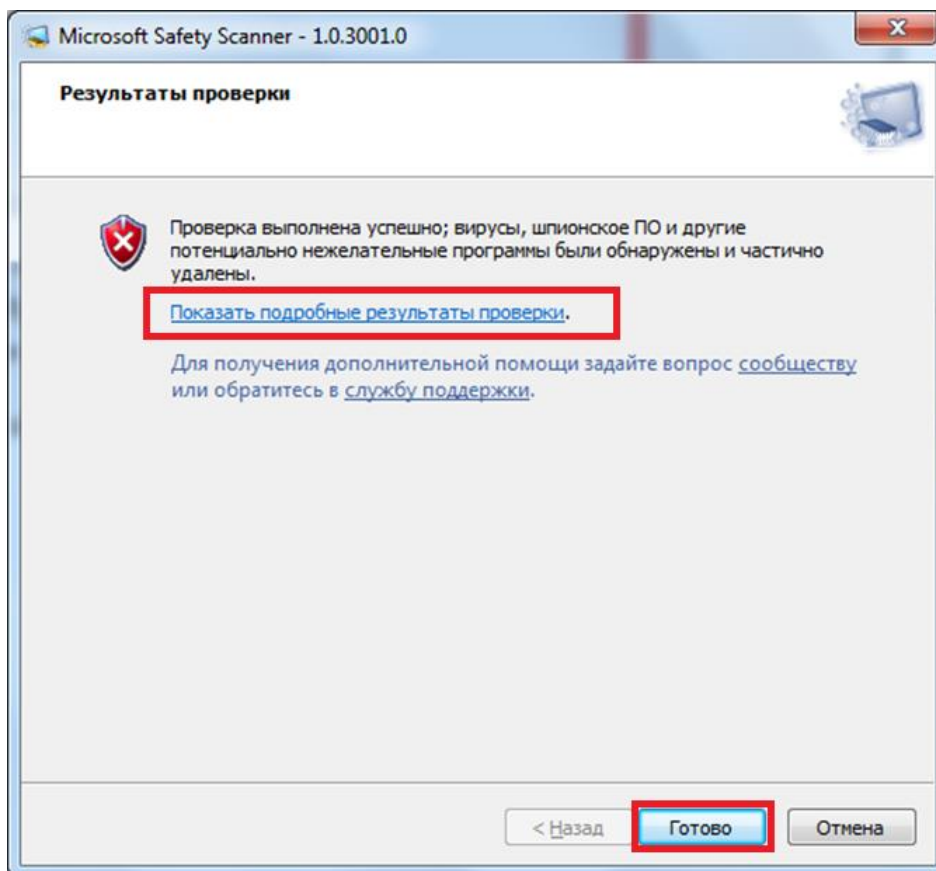 Microsoft Safety Scanner - 1.0.3001.0
Результаты проверки
Проверка выполнена успешно; вирусы, шпионское ПО и другие
потенциально нежелательные программы были обнаружены и частично
удалены.
Показать подробные результаты проверки.
Для получения дополнительной помощи задайте вопрос сообществу
или обратитесь в службу поддержки.
< Назад
Готово
Отмена